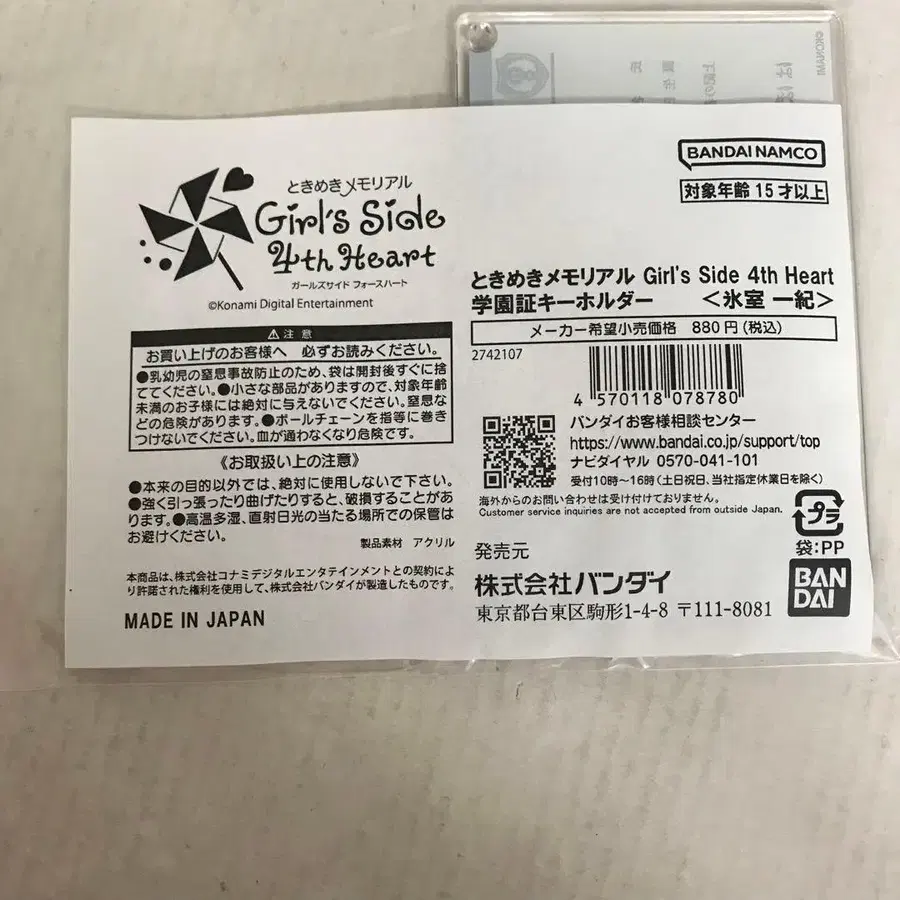 ©KONAMI
ときめきメモリアル
Girl's Side
4th Heart
ガールズサイド フォースハート
©Konami Digital Entertainment
⚠注意
お買い上げのお客様へ 必ずお読みください。
●乳幼児の窒息事故防止のため、袋は開封後すぐに捨
ててください。●小さな部品がありますので、対象年齢
未満のお子様には絶対に与えないでください。窒息な
どの危険があります。●ボールチェーンを指等に巻き
つけないでください。血が通わなくなり危険です。
《お取扱い上の注意》
●本来の目的以外では、絶対に使用しないで下さい。
●強く引っ張ったり曲げたりすると、破損することがあ
ります。●高温多湿、直射日光の当たる場所での保管は
お避けください。
製品素材 アクリル
本商品は、株式会社コナミデジタルエンタテインメントとの契約によ
り許諾された権利を使用して、株式会社バンダイが製造したものです。
MADE IN JAPAN
BANDAI NAMCO
対象年齢15才以上
ときめきメモリアル Girl's Side 4th Heart
学園証キーホルダー <氷室 一紀>
メーカー希望小売価格 880円(税込)
2742107
4 570118 078780
バンダイお客様相談センター
https://www.bandai.co.jp/support/top
ナビダイヤル 0570-041-101
受付10時～16時(土日祝日、当社指定休業日を除く)
海外からのお問い合わせは受け付けておりません。
Customer service inquiries are not accepted from outside Japan.
プラ
袋:PP
発売元
株式会社バンダイ
東京都台東区駒形1-4-8 〒111-8081
BAN
DAI